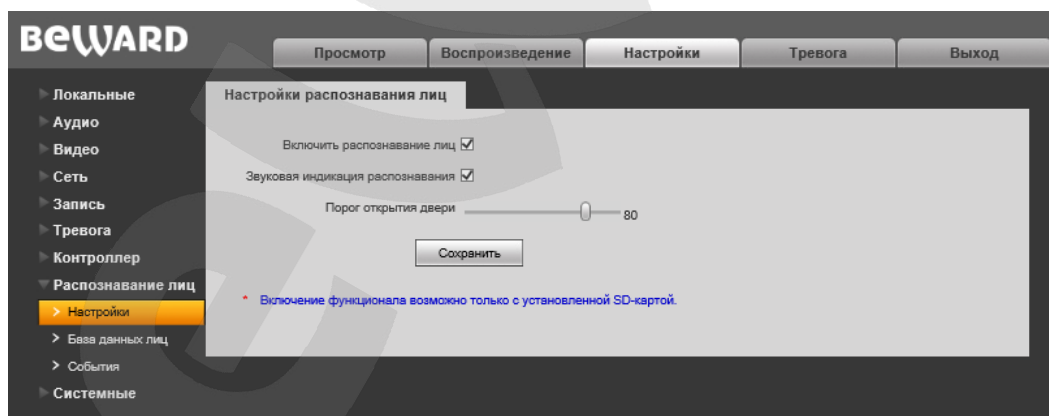 BEWARD
Просмотр Воспроизведение Настройки Тревога Выход
Локальные
Аудио
Видео
Сеть
Запись
Тревога
Контроллер
Распознавание лиц
> Настройки
> База данных лиц
> События
Системные
Настройки распознавания лиц
Включить распознавание лиц
Звуковая индикация распознавания
Порог открытия двери 80
Сохранить
* Включение функционала возможно только с установленной SD-картой.